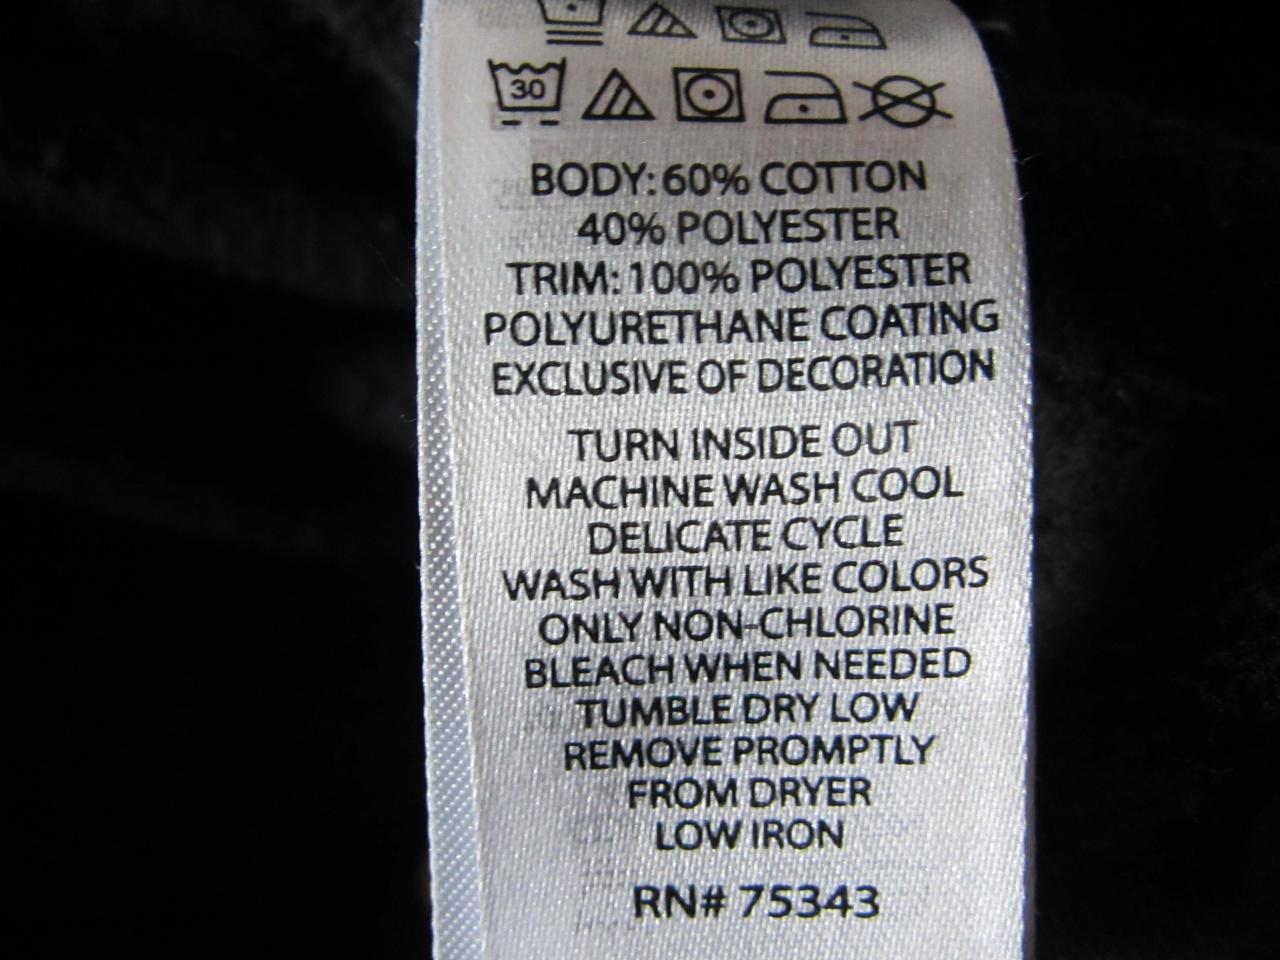 30
BODY: 60% COTTON
40% POLYESTER
TRIM: 100% POLYESTER
POLYURETHANE COATING
EXCLUSIVE OF DECORATION
TURN INSIDE OUT
MACHINE WASH COOL
DELICATE CYCLE
WASH WITH LIKE COLORS
ONLY NON-CHLORINE
BLEACH WHEN NEEDED
TUMBLE DRY LOW
REMOVE PROMPTLY
FROM DRYER
LOW IRON
RN# 75343